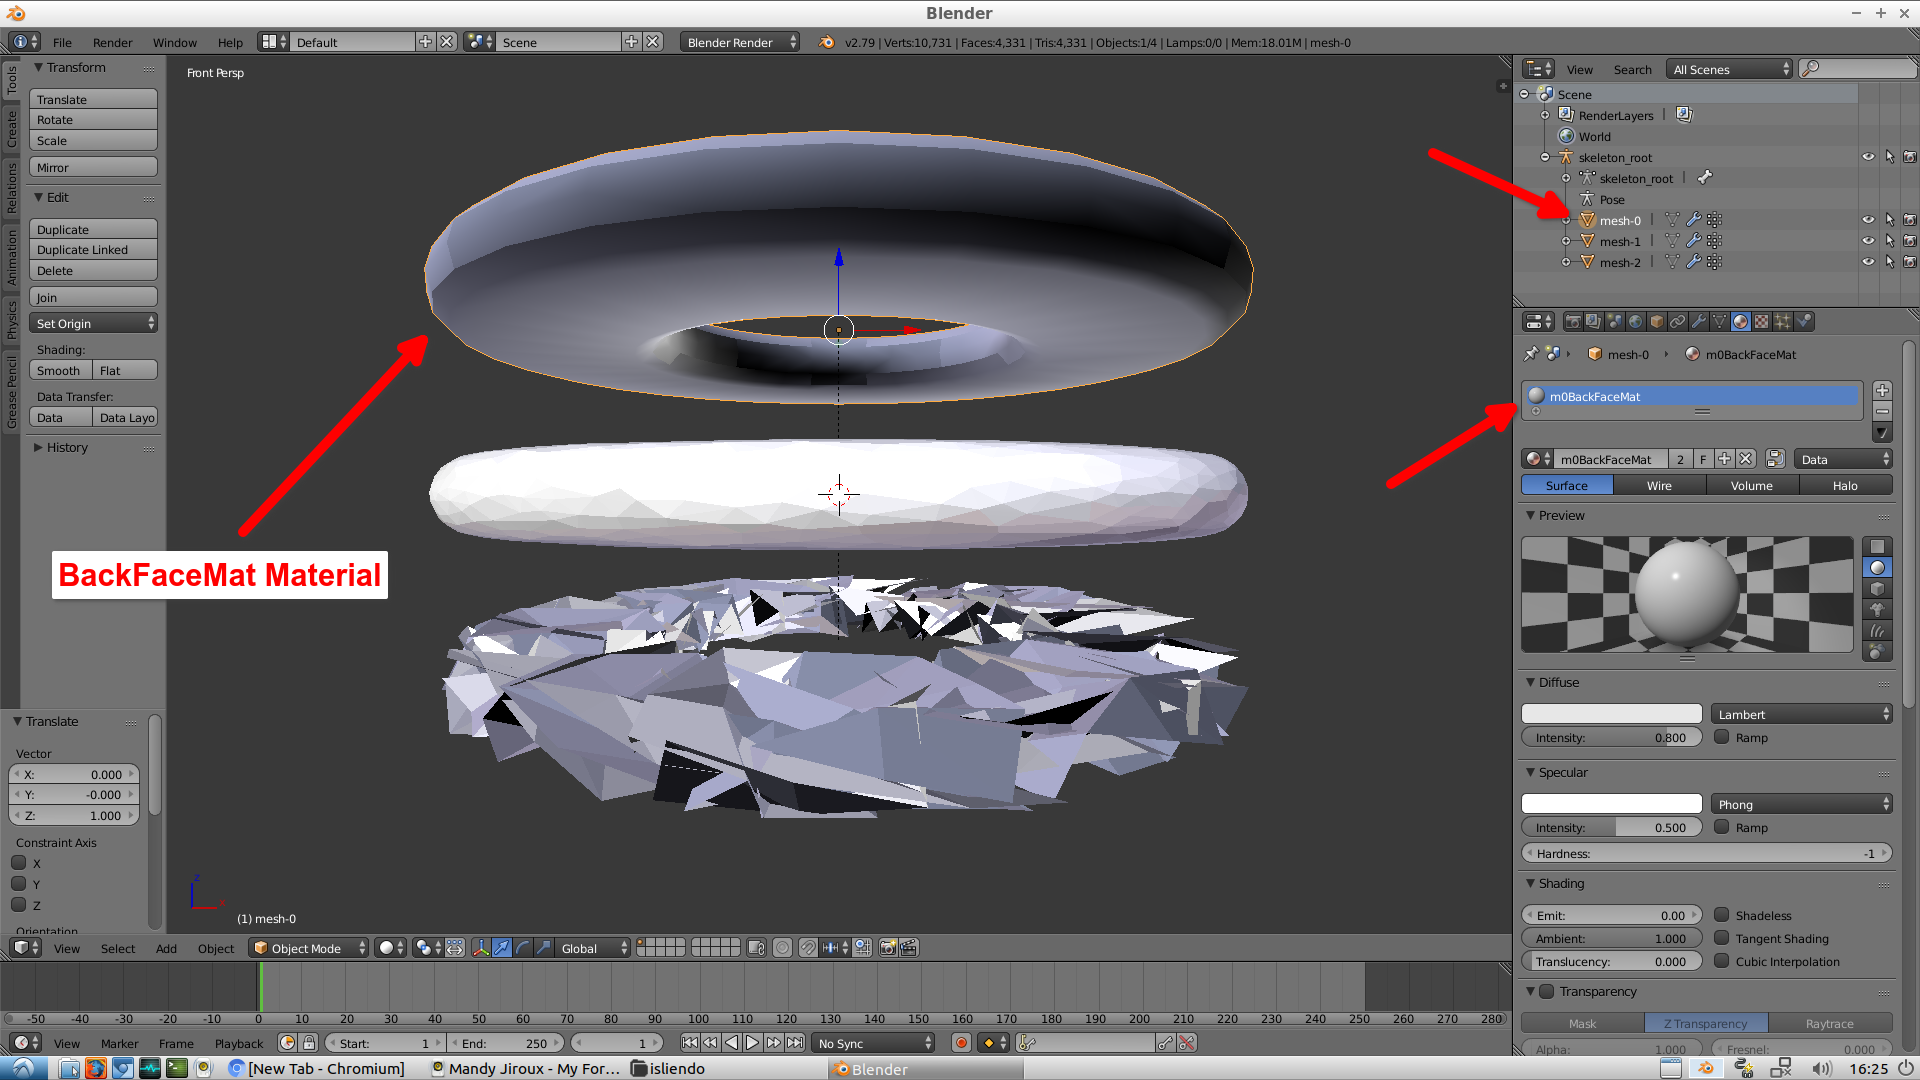 Blender
File Render Window Help Default Scene Blender Render v2.79 | Verts:10,731 | Faces:4,331 | Tris:4,331 | Objects:1/4 | Lamps:0/0 | Mem:18.01M | mesh-0
Tools
Create
Relations
Animation
Physics
Grease Pencil
Transform
Translate
Rotate
Scale
Mirror
Edit
Duplicate
Duplicate Linked
Delete
Join
Set Origin
Shading:
Smooth Flat
Data Transfer:
Data Data Layo
History
Translate
Vector
X: 0.000
Y: -0.000
Z: 1.000
Constraint Axis
X
Y
Z
Orientation
Front Persp
BackFaceMat Material
z
(1) mesh-0
View Select Add Object Object Mode Global
View Search All Scenes
Scene
RenderLayers |
World
skeleton_root
skeleton_root |
Pose
mesh-0 |
mesh-1 |
mesh-2 |
mesh-0 m0BackFaceMat
m0BackFaceMat
m0BackFaceMat 2 F Data
Surface Wire Volume Halo
Preview
Diffuse
Lambert
Intensity: 0.800 Ramp
Specular
Phong
Intensity: 0.500 Ramp
Hardness: -1
Shading
Emit: 0.00 Shadeless
Ambient: 1.000 Tangent Shading
Translucency: 0.000 Cubic Interpolation
Transparency
Mask Z Transparency Raytrace
Alpha: 1.000 Fresnel: 0.000
-50 -40 -30 -20 -10 0 10 20 30 40 50 60 70 80 90 100 110 120 130 140 150 160 170 180 190 200 210 220 230 240 250 260 270 280
View Marker Frame Playback Start: 1 End: 250 1 No Sync
[New Tab - Chromium] Mandy Jiroux - My For... isliendo Blender 16:25